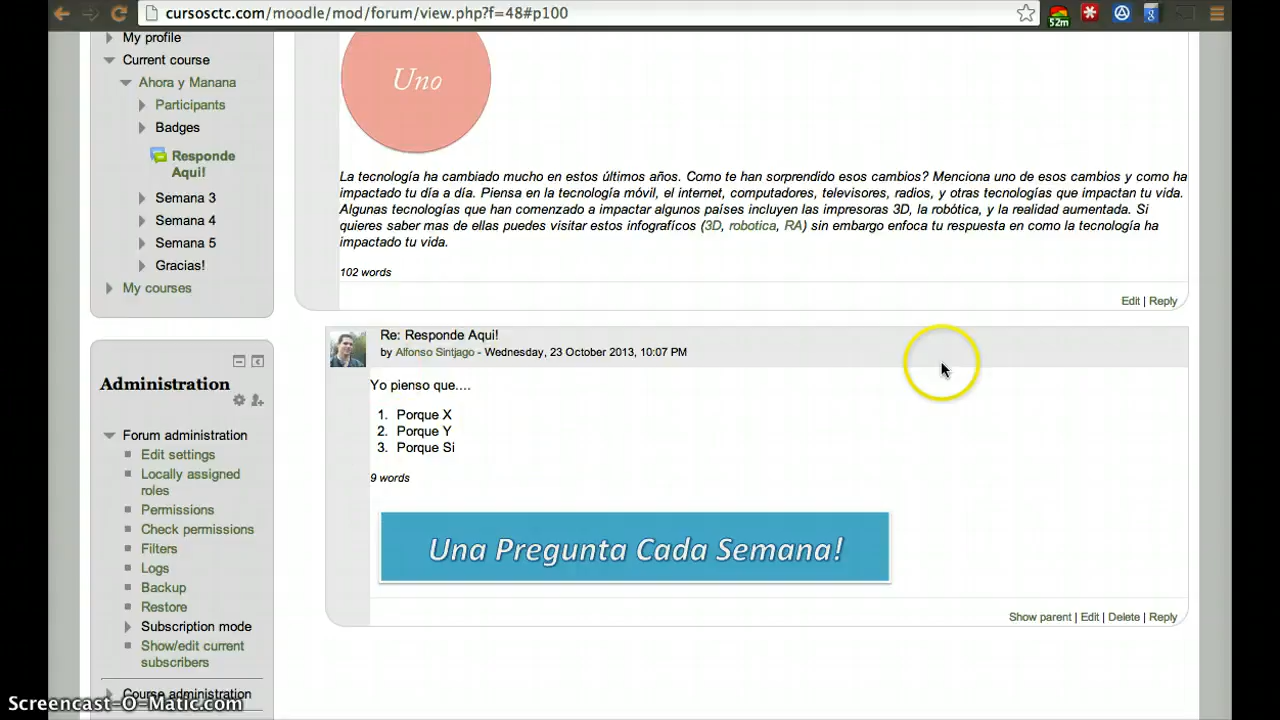 cursosctc.com/moodle/mod/forum/view.php?f=48#p100
52m
My profile
Current course
Ahora y Manana
Participants
Badges
Responde
Aqui!
Semana 3
Semana 4
Semana 5
Gracias!
My courses
Administration
Forum administration
Edit settings
Locally assigned
roles
Permissions
Check permissions
Filters
Logs
Backup
Restore
Subscription mode
Show/edit current
subscribers
Course administration
Uno
La tecnología ha cambiado mucho en estos últimos años. Como te han sorprendido esos cambios? Menciona uno de esos cambios y como ha
impactado tu día a día. Piensa en la tecnología móvil, el internet, computadores, televisores, radios, y otras tecnologías que impactan tu vida.
Algunas tecnologías que han comenzado a impactar algunos países incluyen las impresoras 3D, la robótica, y la realidad aumentada. Si
quieres saber mas de ellas puedes visitar estos infografícos (3D, robotica, RA) sin embargo enfoca tu respuesta en como la tecnología ha
impactado tu vida.
102 words
Edit | Reply
Re: Responde Aqui!
by Alfonso Sintjago - Wednesday, 23 October 2013, 10:07 PM
Yo pienso que....
1. Porque X
2. Porque Y
3. Porque Si
9 words
Una Pregunta Cada Semana!
Show parent | Edit | Delete | Reply
Screencast-O-Matic.com